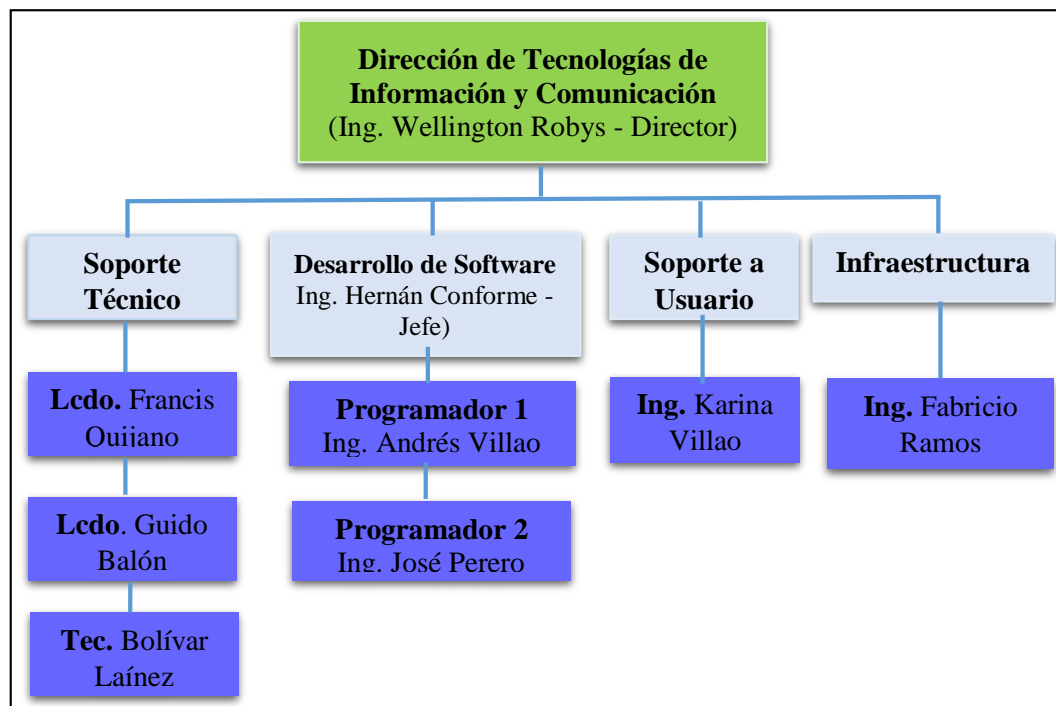 Dirección de Tecnologías de
Información y Comunicación
(Ing. Wellington Robys - Director)
Soporte
Técnico
Desarrollo de Software
Ing. Hernán Conforme -
Jefe)
Soporte a
Usuario
Infraestructura
Lcdo. Francis
Quijano
Lcdo. Guido
Balón
Tec. Bolívar
Laínez
Programador 1
Ing. Andrés Villao
Programador 2
Ing. José Perero
Ing. Karina
Villao
Ing. Fabricio
Ramos